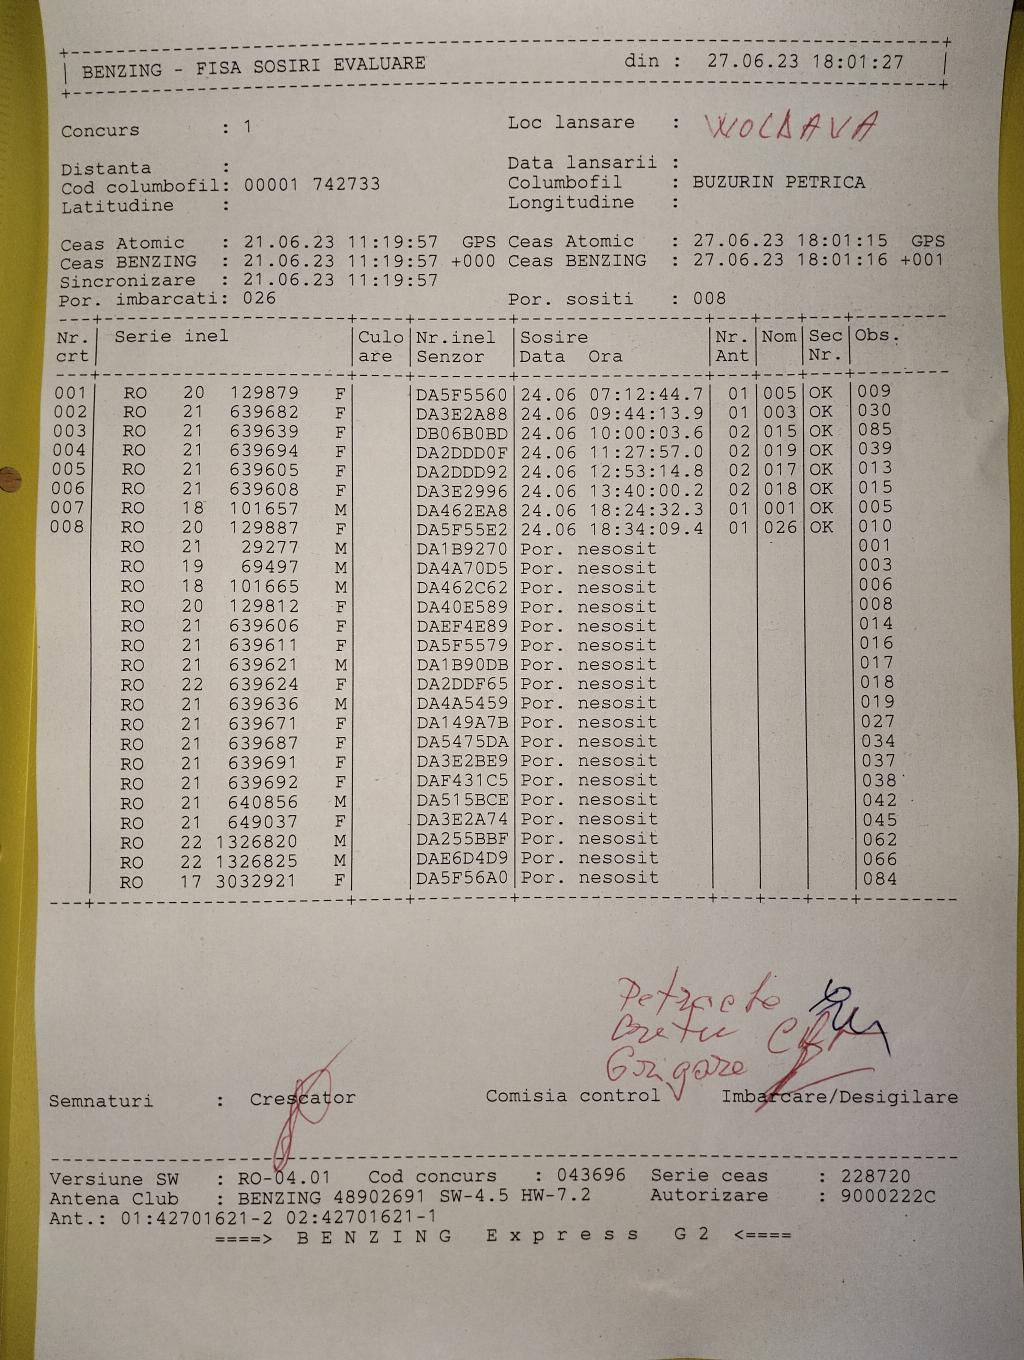 BENZING - FISA SOSIRI EVALUARE din : 27.06.23 18:01:27
Concurs : 1 Loc lansare : WOLDAVA
Distanta : Data lansarii :
Cod columbofil: 00001 742733 Columbofil : BUZURIN PETRICA
Latitudine : Longitudine :
Ceas Atomic : 21.06.23 11:19:57 GPS Ceas Atomic : 27.06.23 18:01:15 GPS
Ceas BENZING : 21.06.23 11:19:57 +000 Ceas BENZING : 27.06.23 18:01:16 +001
Sincronizare : 21.06.23 11:19:57
Por. imbarcati: 026 Por. sositi : 008
Nr. Serie inel Culo Nr.inel Sosire Nr. Nom Sec Obs.
crt are Senzor Data Ora Ant Nr.
001 RO 20 129879 F DA5F5560 24.06 07:12:44.7 01 005 OK 009
002 RO 21 639682 F DA3E2A88 24.06 09:44:13.9 01 003 OK 030
003 RO 21 639639 F DB06B0BD 24.06 10:00:03.6 02 015 OK 085
004 RO 21 639694 F DA2DDD0F 24.06 11:27:57.0 02 019 OK 039
005 RO 21 639605 F DA2DDD92 24.06 12:53:14.8 02 017 OK 013
006 RO 21 639608 F DA3E2996 24.06 13:40:00.2 02 018 OK 015
007 RO 18 101657 M DA462EA8 24.06 18:24:32.3 01 001 OK 005
008 RO 20 129887 F DA5F55E2 24.06 18:34:09.4 01 026 OK 010
RO 21 29277 M DA1B9270 Por. nesosit 001
RO 19 69497 M DA4A70D5 Por. nesosit 003
RO 18 101665 M DA462C62 Por. nesosit 006
RO 20 129812 F DA40E589 Por. nesosit 008
RO 21 639606 F DAEF4E89 Por. nesosit 014
RO 21 639611 F DA5F5579 Por. nesosit 016
RO 21 639621 M DA1B90DB Por. nesosit 017
RO 22 639624 F DA2DDF65 Por. nesosit 018
RO 21 639636 M DA4A5459 Por. nesosit 019
RO 21 639671 F DA149A7B Por. nesosit 027
RO 21 639687 F DA5475DA Por. nesosit 034
RO 21 639691 F DA3E2BE9 Por. nesosit 037
RO 21 639692 F DAF431C5 Por. nesosit 038
RO 21 640856 M DA515BCE Por. nesosit 042
RO 21 649037 F DA3E2A74 Por. nesosit 045
RO 22 1326820 M DA255BBF Por. nesosit 062
RO 22 1326825 M DAE6D4D9 Por. nesosit 066
RO 17 3032921 F DA5F56A0 Por. nesosit 084
Semnaturi : Crescator Comisia control Imbarcare/Desigilare
Versiune SW : RO-04.01 Cod concurs : 043696 Serie ceas : 228720
Antena Club : BENZING 48902691 SW-4.5 HW-7.2 Autorizare : 9000222C
Ant.: 01:42701621-2 02:42701621-1
====> B E N Z I N G E x p r e s s G 2 <====